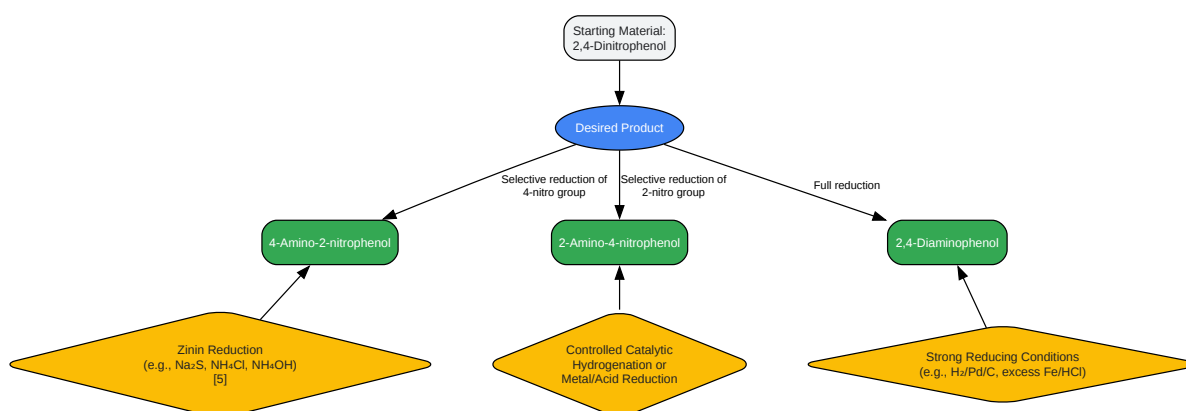 Starting Material:
2,4-Dinitrophenol
Desired Product
Selective reduction of
4-nitro group
Selective reduction of
2-nitro group
Full reduction
4-Amino-2-nitrophenol
2-Amino-4-nitrophenol
2,4-Diaminophenol
Zinin Reduction
(e.g., Na₂S, NH₄Cl, NH₄OH)
[5]
Controlled Catalytic
Hydrogenation or
Metal/Acid Reduction
Strong Reducing Conditions
(e.g., H₂/Pd/C, excess Fe/HCl)